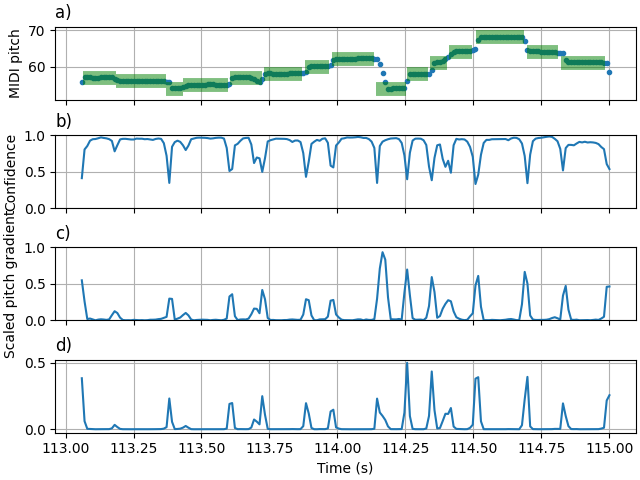 a)
MIDI pitch
70
60
b)
Confidence
1.0
0.5
0.0
c)
Scaled pitch gradient
1.0
0.5
0.0
d)
0.5
0.0
113.00 113.25 113.50 113.75 114.00 114.25 114.50 114.75 115.00
Time (s)